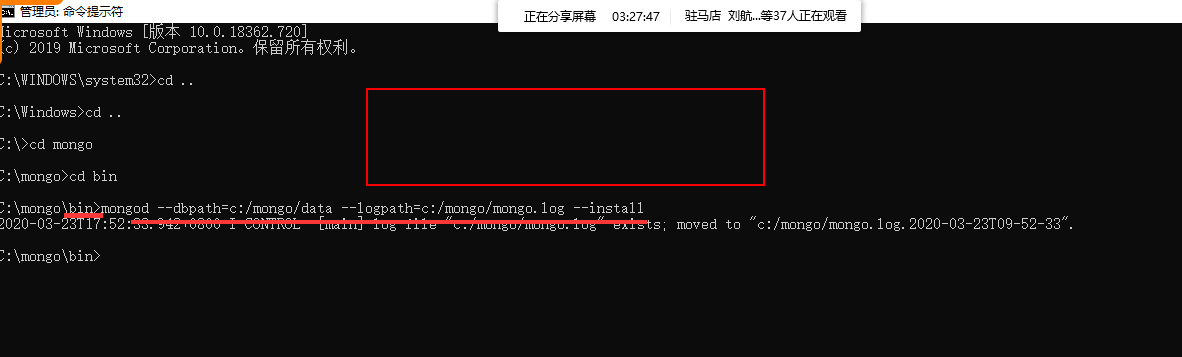 管理员: 命令提示符
正在分享屏幕 03:27:47 驻马店 刘航...等37人正在观看
Microsoft Windows [版本 10.0.18362.720]
(c) 2019 Microsoft Corporation。保留所有权利。
C:\WINDOWS\system32>cd ..
C:\Windows>cd ..
C:\>cd mongo
C:\mongo>cd bin
C:\mongo\bin>mongod --dbpath=c:/mongo/data --logpath=c:/mongo/mongo.log --install
2020-03-23T17:52:33.942+0800 I CONTROL [main] log file "c:/mongo/mongo.log" exists; moved to "c:/mongo/mongo.log.2020-03-23T09-52-33".
C:\mongo\bin>